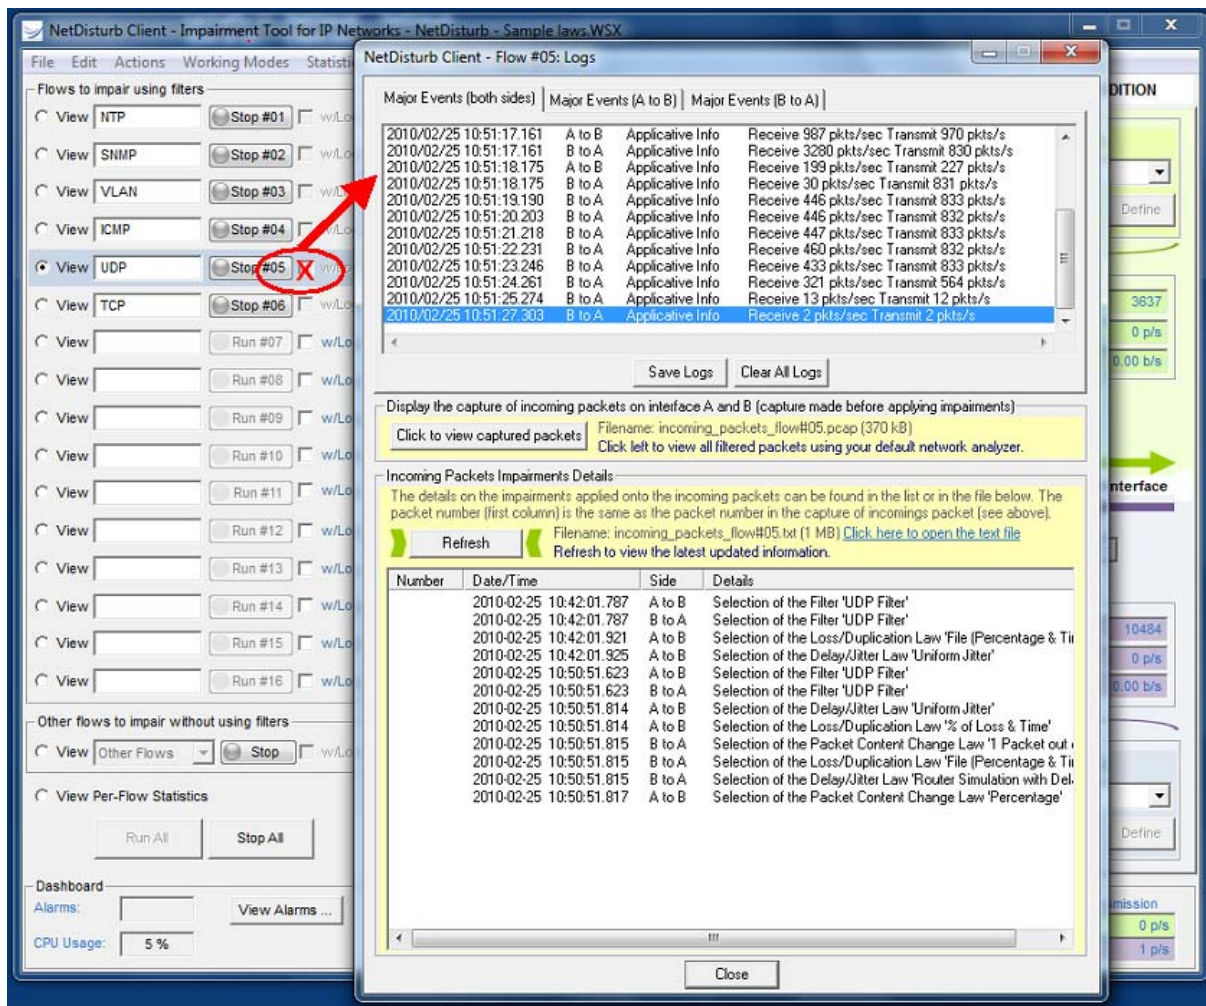 NetDisturb Client - Impairment Tool for IP Networks - NetDisturb - Sample laws.WSX
File Edit Actions Working Modes
Flows to impair using filters
View NTP Stop #01
View SNMP Stop #02
View VLAN Stop #03
View ICMP Stop #04
View UDP Stop #05 X
View TCP Stop #06
View Run #07
View Run #08
View Run #09
View Run #10
View Run #11
View Run #12
View Run #13
View Run #14
View Run #15
View Run #16
Other flows to impair without using filters
View Other Flows Stop
View Per-Flow Statistics
Run All Stop All
Dashboard
Alarms: View Alarms ...
CPU Usage: 5 %
NetDisturb Client - Flow #05: Logs
Major Events (both sides) Major Events (A to B) Major Events (B to A)
2010/02/25 10:51:17.161 A to B Applicative Info Receive 987 pkts/sec Transmit 970 pkts/s
2010/02/25 10:51:17.161 B to A Applicative Info Receive 3280 pkts/sec Transmit 830 pkts/s
2010/02/25 10:51:18.175 A to B Applicative Info Receive 199 pkts/sec Transmit 227 pkts/s
2010/02/25 10:51:18.175 B to A Applicative Info Receive 30 pkts/sec Transmit 831 pkts/s
2010/02/25 10:51:19.190 B to A Applicative Info Receive 446 pkts/sec Transmit 833 pkts/s
2010/02/25 10:51:20.203 B to A Applicative Info Receive 446 pkts/sec Transmit 832 pkts/s
2010/02/25 10:51:21.218 B to A Applicative Info Receive 447 pkts/sec Transmit 833 pkts/s
2010/02/25 10:51:22.231 B to A Applicative Info Receive 460 pkts/sec Transmit 832 pkts/s
2010/02/25 10:51:23.246 B to A Applicative Info Receive 433 pkts/sec Transmit 833 pkts/s
2010/02/25 10:51:24.261 B to A Applicative Info Receive 321 pkts/sec Transmit 564 pkts/s
2010/02/25 10:51:25.274 B to A Applicative Info Receive 13 pkts/sec Transmit 12 pkts/s
2010/02/25 10:51:27.303 B to A Applicative Info Receive 2 pkts/sec Transmit 2 pkts/s
Save Logs Clear All Logs
Display the capture of incoming packets on interface A and B (capture made before applying impairments)
Click to view captured packets
Filename: incoming_packets_flow#05.pcap (370 kB)
Click left to view all filtered packets using your default network analyzer.
Incoming Packets Impairments Details
The details on the impairments applied onto the incoming packets can be found in the list or in the file below. The
packet number (first column) is the same as the packet number in the capture of incomings packet (see above).
Refresh
Filename: incoming_packets_flow#05.txt (1 MB) Click here to open the text file
Refresh to view the latest updated information.
Number Date/Time Side Details
2010-02-25 10:42:01.787 A to B Selection of the Filter 'UDP Filter'
2010-02-25 10:42:01.787 B to A Selection of the Filter 'UDP Filter'
2010-02-25 10:42:01.921 A to B Selection of the Loss/Duplication Law 'File (Percentage &
2010-02-25 10:42:01.925 A to B Selection of the Delay/Jitter Law 'Uniform Jitter'
2010-02-25 10:50:51.623 A to B Selection of the Filter 'UDP Filter'
2010-02-25 10:50:51.623 B to A Selection of the Filter 'UDP Filter'
2010-02-25 10:50:51.814 A to B Selection of the Delay/Jitter Law 'Uniform Jitter'
2010-02-25 10:50:51.814 A to B Selection of the Loss/Duplication Law '% of Loss & Time'
2010-02-25 10:50:51.815 B to A Selection of the Packet Content Change Law '1 Packet out
2010-02-25 10:50:51.815 B to A Selection of the Loss/Duplication Law 'File (Percentage &
2010-02-25 10:50:51.815 B to A Selection of the Delay/Jitter Law 'Router Simulation with
2010-02-25 10:50:51.817 A to B Selection of the Packet Content Change Law 'Percentage'
Close
Define
3637
0 p/s
0.00 b/s
10484
0 p/s
0.00 b/s
Define
0 p/s
1 p/s